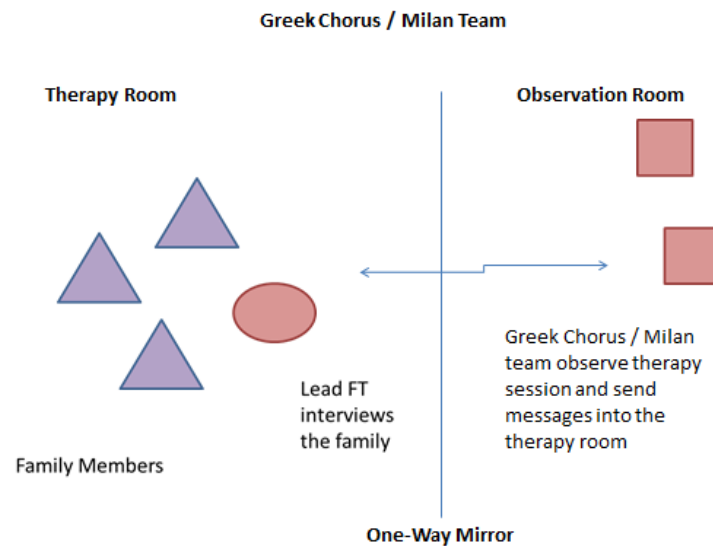 Greek Chorus / Milan Team
Therapy Room
Observation Room
Greek Chorus / Milan
team observe therapy
session and send
messages into the
therapy room
Lead FT
interviews
the family
Family Members
One-Way Mirror